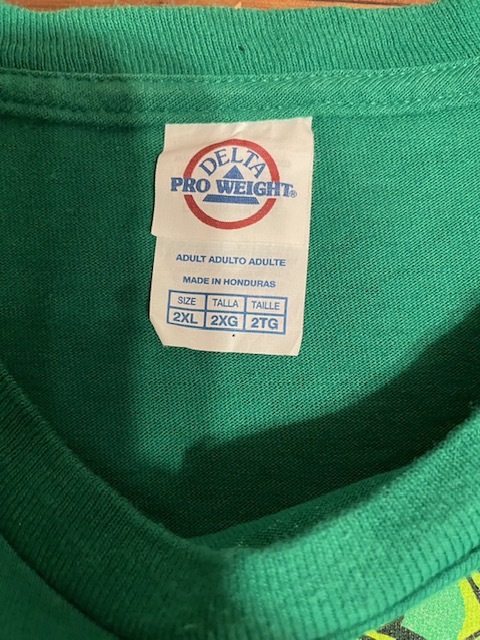 DELTA
PRO WEIGHT®
ADULT ADULTO ADULTE
MADE IN HONDURAS
SIZE TALLA TAILLE
2XL 2XG 2TG